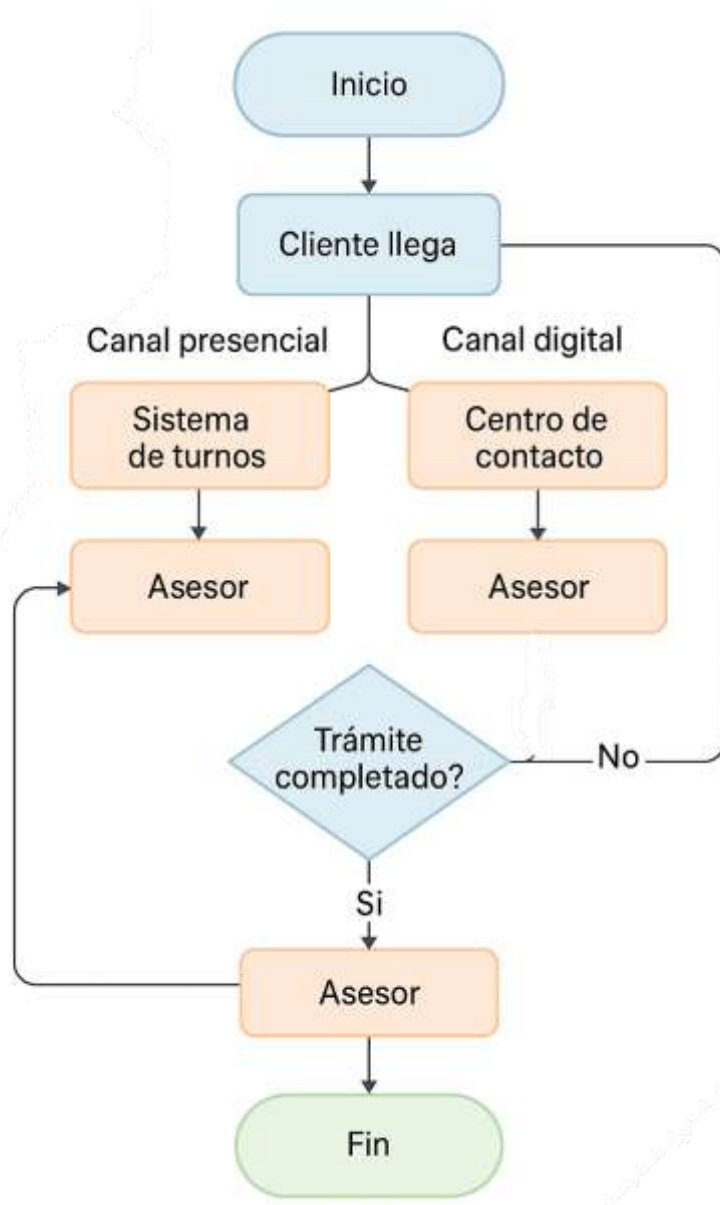 Inicio
Cliente llega
Canal presencial
Canal digital
Sistema
de turnos
Centro de
contacto
Asesor
Asesor
Trámite
completado?
No
Si
Asesor
Fin